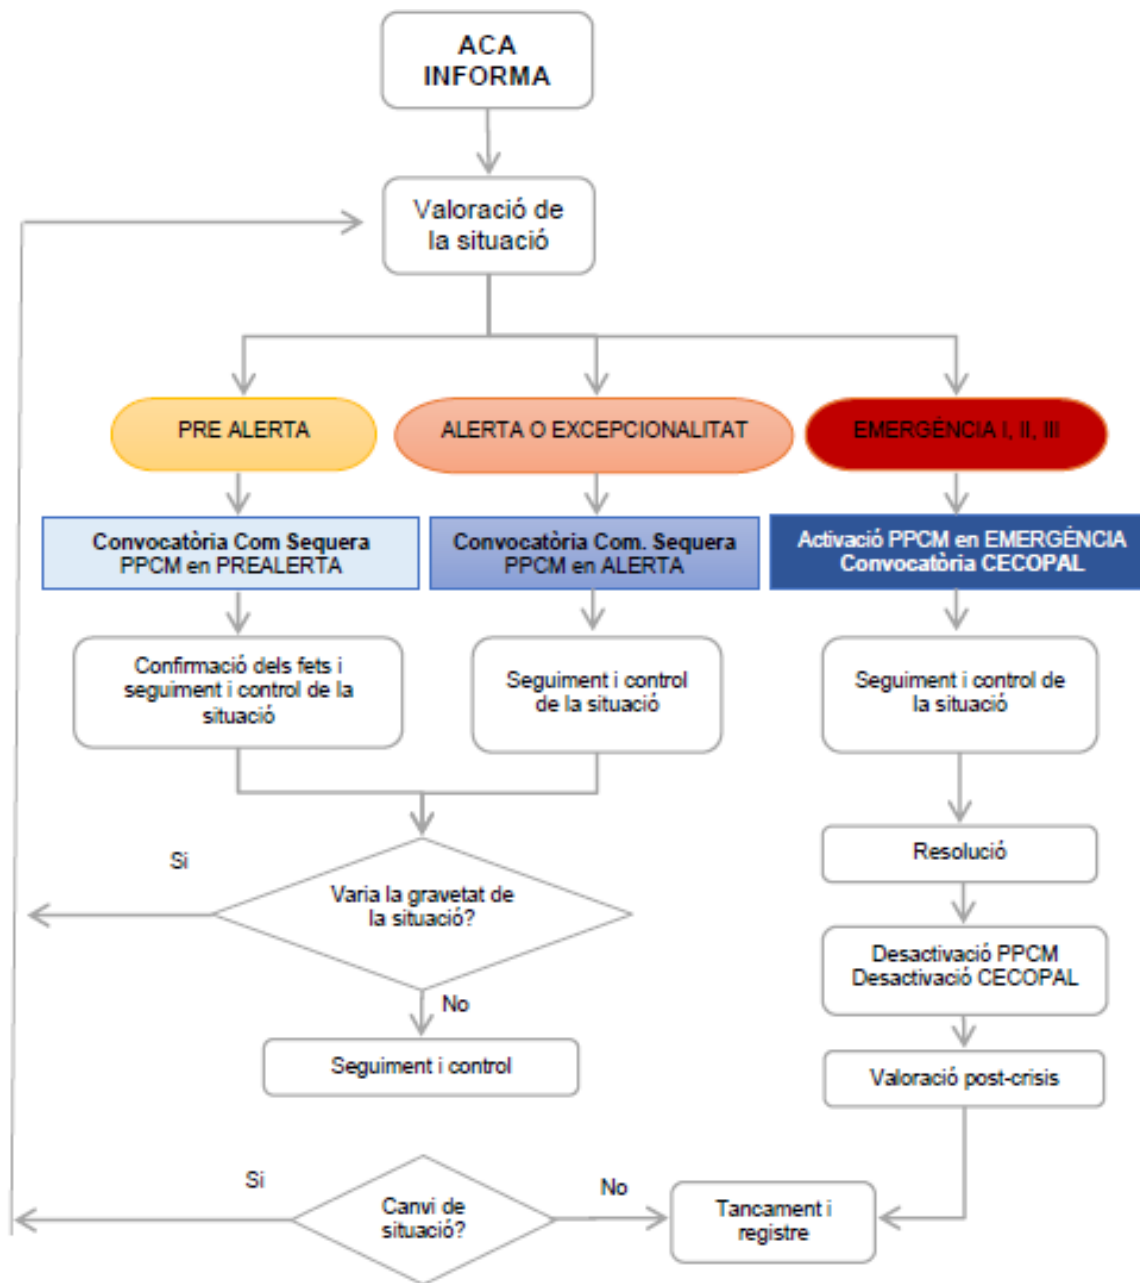 ACA
INFORMA
Valoració de
la situació
PRE ALERTA
ALERTA O EXCEPCIONALITAT
EMERGÈNCIA I, II, III
Convocatòria Com Sequera
PPCM en PREALERTA
Convocatòria Com. Sequera
PPCM en ALERTA
Activació PPCM en EMERGÈNCIA
Convocatòria CECOPAL
Confirmació dels fets i
seguiment i control de la
situació
Seguiment i control
de la situació
Seguiment i control de
la situació
Si
Varia la gravetat de
la situació?
Resolució
Desactivació PPCM
Desactivació CECOPAL
No
Seguiment i control
Valoració post-crisis
Si
Canvi de
situació?
No
Tancament i
registre